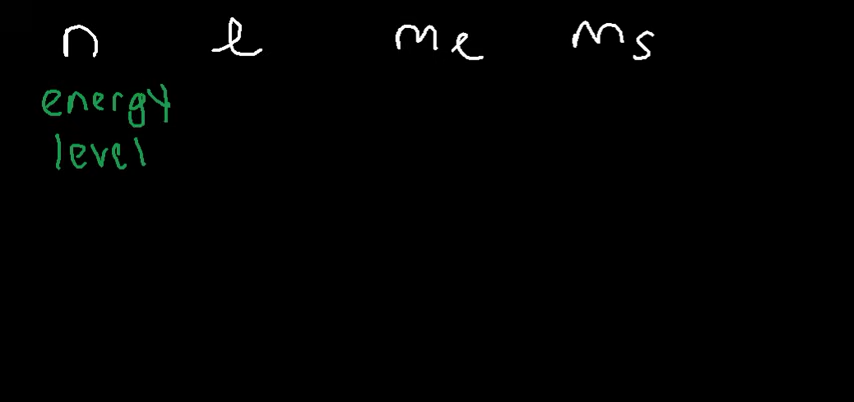 n ℓ mℓ ms
energy
level